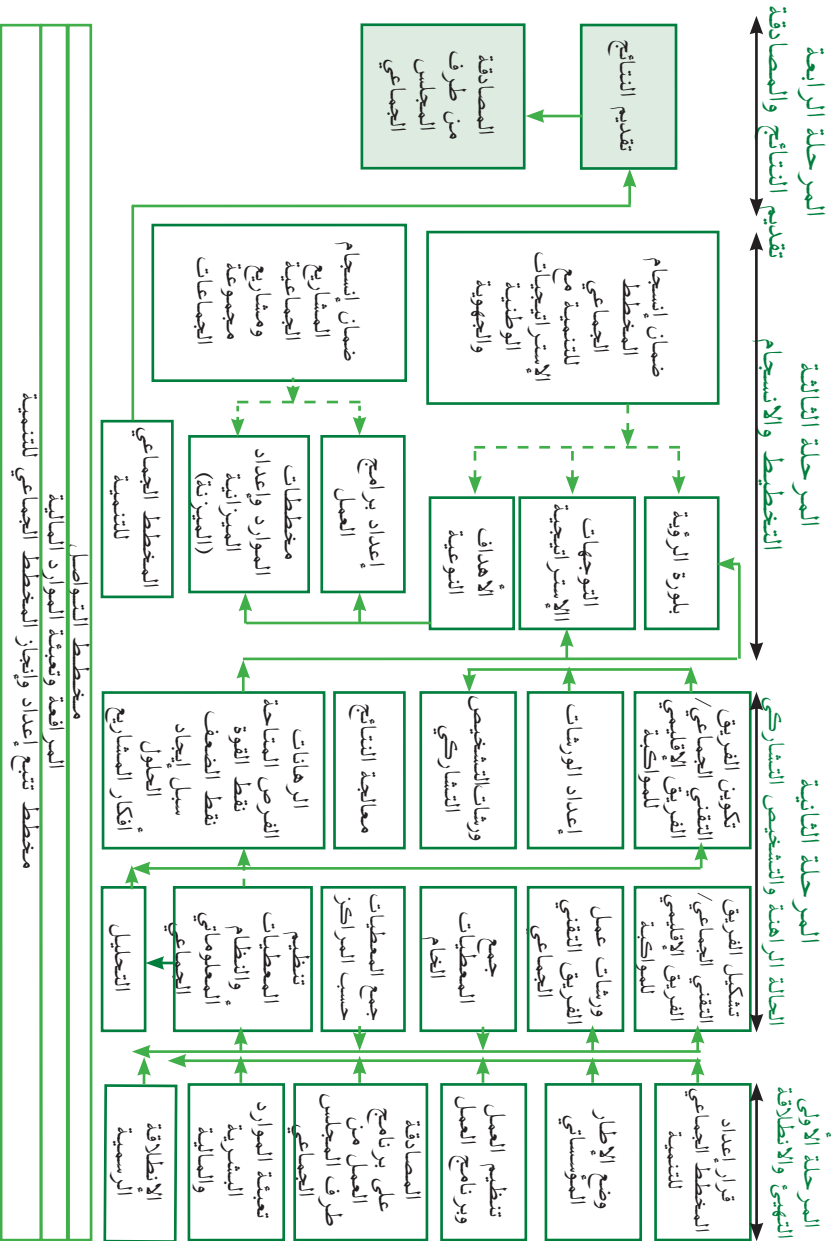 المرحلة الأولى
التهيئ والانطلاقة
قرار إعداد
المخطط الجماعي
للتنمية
وضع الإطار
المؤسساتي
تنظيم العمل
وبرنامج العمل
المصادقة
على برنامج
العمل من
طرف المجلس
الجماعي
تعبئة الموارد
البشرية
والمالية
الإنطلاقة
الرسمية
المرحلة الثانية
الحالة الراهنة والتشخيص التشاركي
تشكيل الفريق
التقني الجماعي/
الفريق الإقليمي
للمواكبة
ورشات عمل
الفريق التقني
الجماعي
جمع
المعطيات
الخام
جمع المعطيات
حسب المراكز
تنظيم
المعطيات
والنظام
المعلوماتي
الجماعي
التحليل
تكوين الفريق
التقني الجماعي/
الفريق الإقليمي
للمواكبة
إعداد الورشات
ورشات التشخيص
التشاركي
معالجة النتائج
الرهانات
الفرص المتاحة
نقط القوة
نقط الضعف
سبل إيجاد
الحلول
أفكار المشاريع
المرحلة الثالثة
التخطيط والانسجام
بلورة الرؤية
التوجهات
الإستراتيجية
الأهداف
النوعية
إعداد برامج
العمل
مخططات
الموارد وإعداد
الميزانية
(الميزنة)
المخطط الجماعي
للتنمية
ضمان إنسجام
المخطط
الجماعي
للتنمية مع
الإستراتيجيات
الوطنية
والجهوية
ضمان إنسجام
المشاريع
الجماعية
ومشاريع
مجموعة
الجماعات
المرحلة الرابعة
تقديم النتائج والمصادقة
تقديم النتائج
المصادقة
من طرف
المجلس
الجماعي
مخطط التواصل
المرافعة وتعبئة الموارد المالية
مخطط تتبع إعداد وإنجاز المخطط الجماعي للتنمية